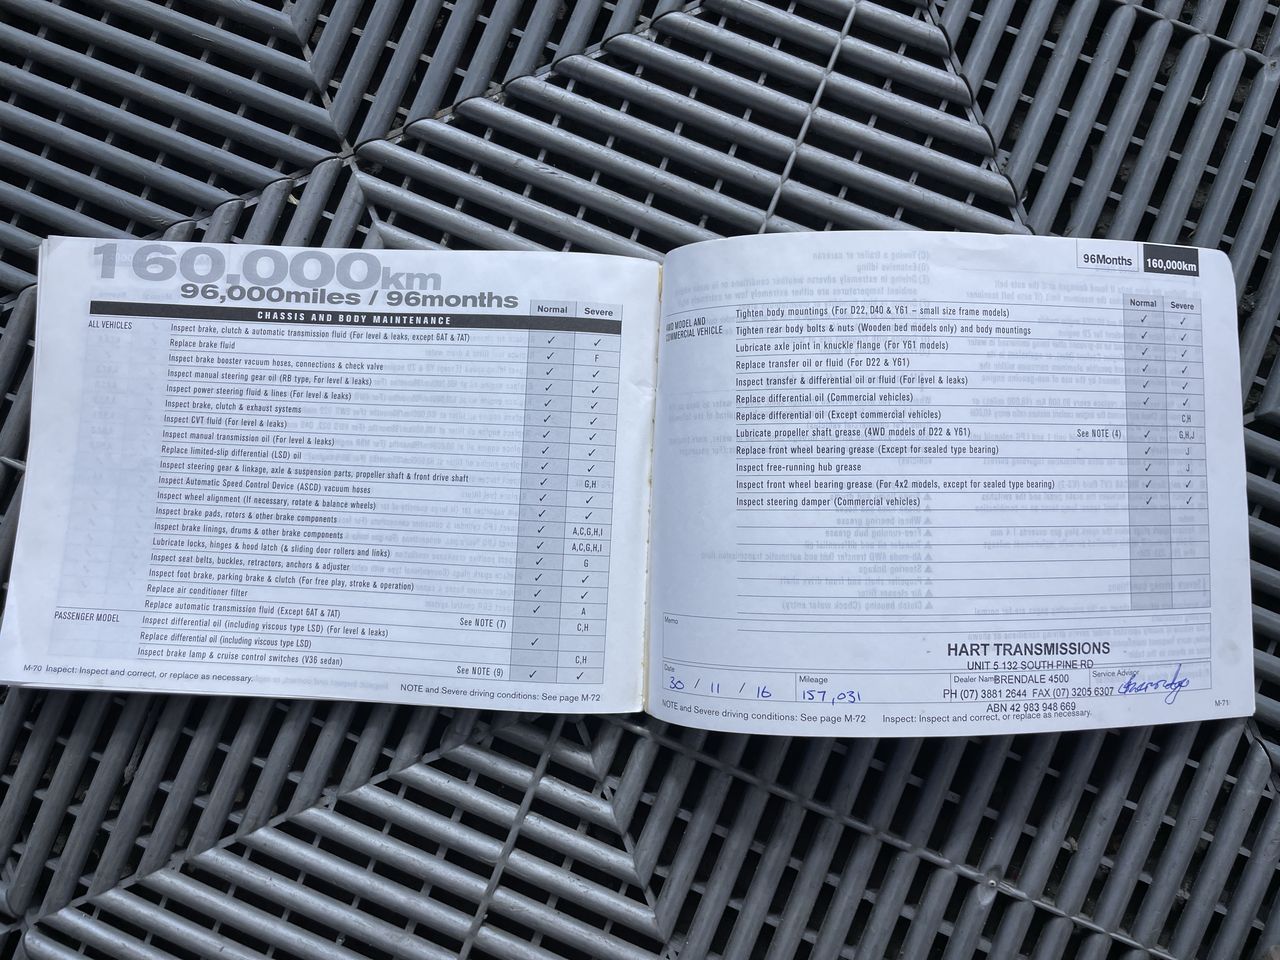 160,000km
96,000miles / 96months
Normal Severe
CHASSIS AND BODY MAINTENANCE
ALL VEHICLES
Inspect brake, clutch & automatic transmission fluid (For level & leaks, except 6AT & 7AT) ✓ ✓
Replace brake fluid ✓ F
Inspect brake booster vacuum hoses, connections & check valve ✓ ✓
Inspect manual steering gear oil (RB type, For level & leaks) ✓ ✓
Inspect power steering fluid & lines (For level & leaks) ✓ ✓
Inspect brake, clutch & exhaust systems ✓ ✓
Inspect CVT fluid (For level & leaks) ✓ ✓
Inspect manual transmission oil (For level & leaks) ✓ ✓
Replace limited-slip differential (LSD) oil
Inspect steering gear & linkage, axle & suspension parts, propeller shaft & front drive shaft ✓ G,H
Inspect Automatic Speed Control Device (ASCD) vacuum hoses ✓ ✓
Inspect wheel alignment (If necessary, rotate & balance wheels) ✓ ✓
Inspect brake pads, rotors & other brake components ✓ A,C,G,H,I
Inspect brake linings, drums & other brake components ✓ A,C,G,H,I
Lubricate locks, hinges & hood latch (& sliding door rollers and links) ✓ G
Inspect seat belts, buckles, retractors, anchors & adjuster ✓ ✓
Inspect foot brake, parking brake & clutch (For free play, stroke & operation) ✓ ✓
Replace air conditioner filter ✓ A
PASSENGER MODEL
Replace automatic transmission fluid (Except 6AT & 7AT) See NOTE (7) C,H
Inspect differential oil (including viscous type LSD) (For level & leaks) ✓
Replace differential oil (including viscous type LSD) C,H
Inspect brake lamp & cruise control switches (V36 sedan) See NOTE (9) ✓ ✓
M-70 Inspect: Inspect and correct, or replace as necessary.
NOTE and Severe driving conditions: See page M-72
96Months 160,000km
Normal Severe
4WD MODEL AND
COMMERCIAL VEHICLE
Tighten body mountings (For D22, D40 & Y61 – small size frame models) ✓ ✓
Tighten rear body bolts & nuts (Wooden bed models only) and body mountings ✓ ✓
Lubricate axle joint in knuckle flange (For Y61 models) ✓ ✓
Replace transfer oil or fluid (For D22 & Y61) ✓ ✓
Inspect transfer & differential oil or fluid (For level & leaks) ✓ ✓
Replace differential oil (Commercial vehicles) ✓ ✓
Replace differential oil (Except commercial vehicles) C,H
Lubricate propeller shaft grease (4WD models of D22 & Y61) See NOTE (4) ✓ G,H,J
Replace front wheel bearing grease (Except for sealed type bearing) ✓ J
Inspect free-running hub grease ✓ J
Inspect front wheel bearing grease (For 4x2 models, except for sealed type bearing) ✓ ✓
Inspect steering damper (Commercial vehicles) ✓ ✓
Memo
HART TRANSMISSIONS
UNIT 5 132 SOUTH PINE RD
Date Mileage Dealer Name BRENDALE 4500 Service Advisor
30 / 11 / 16 157,031 PH (07) 3881 2644 FAX (07) 3205 6307
ABN 42 983 948 669
NOTE and Severe driving conditions: See page M-72 Inspect: Inspect and correct, or replace as necessary. M-71